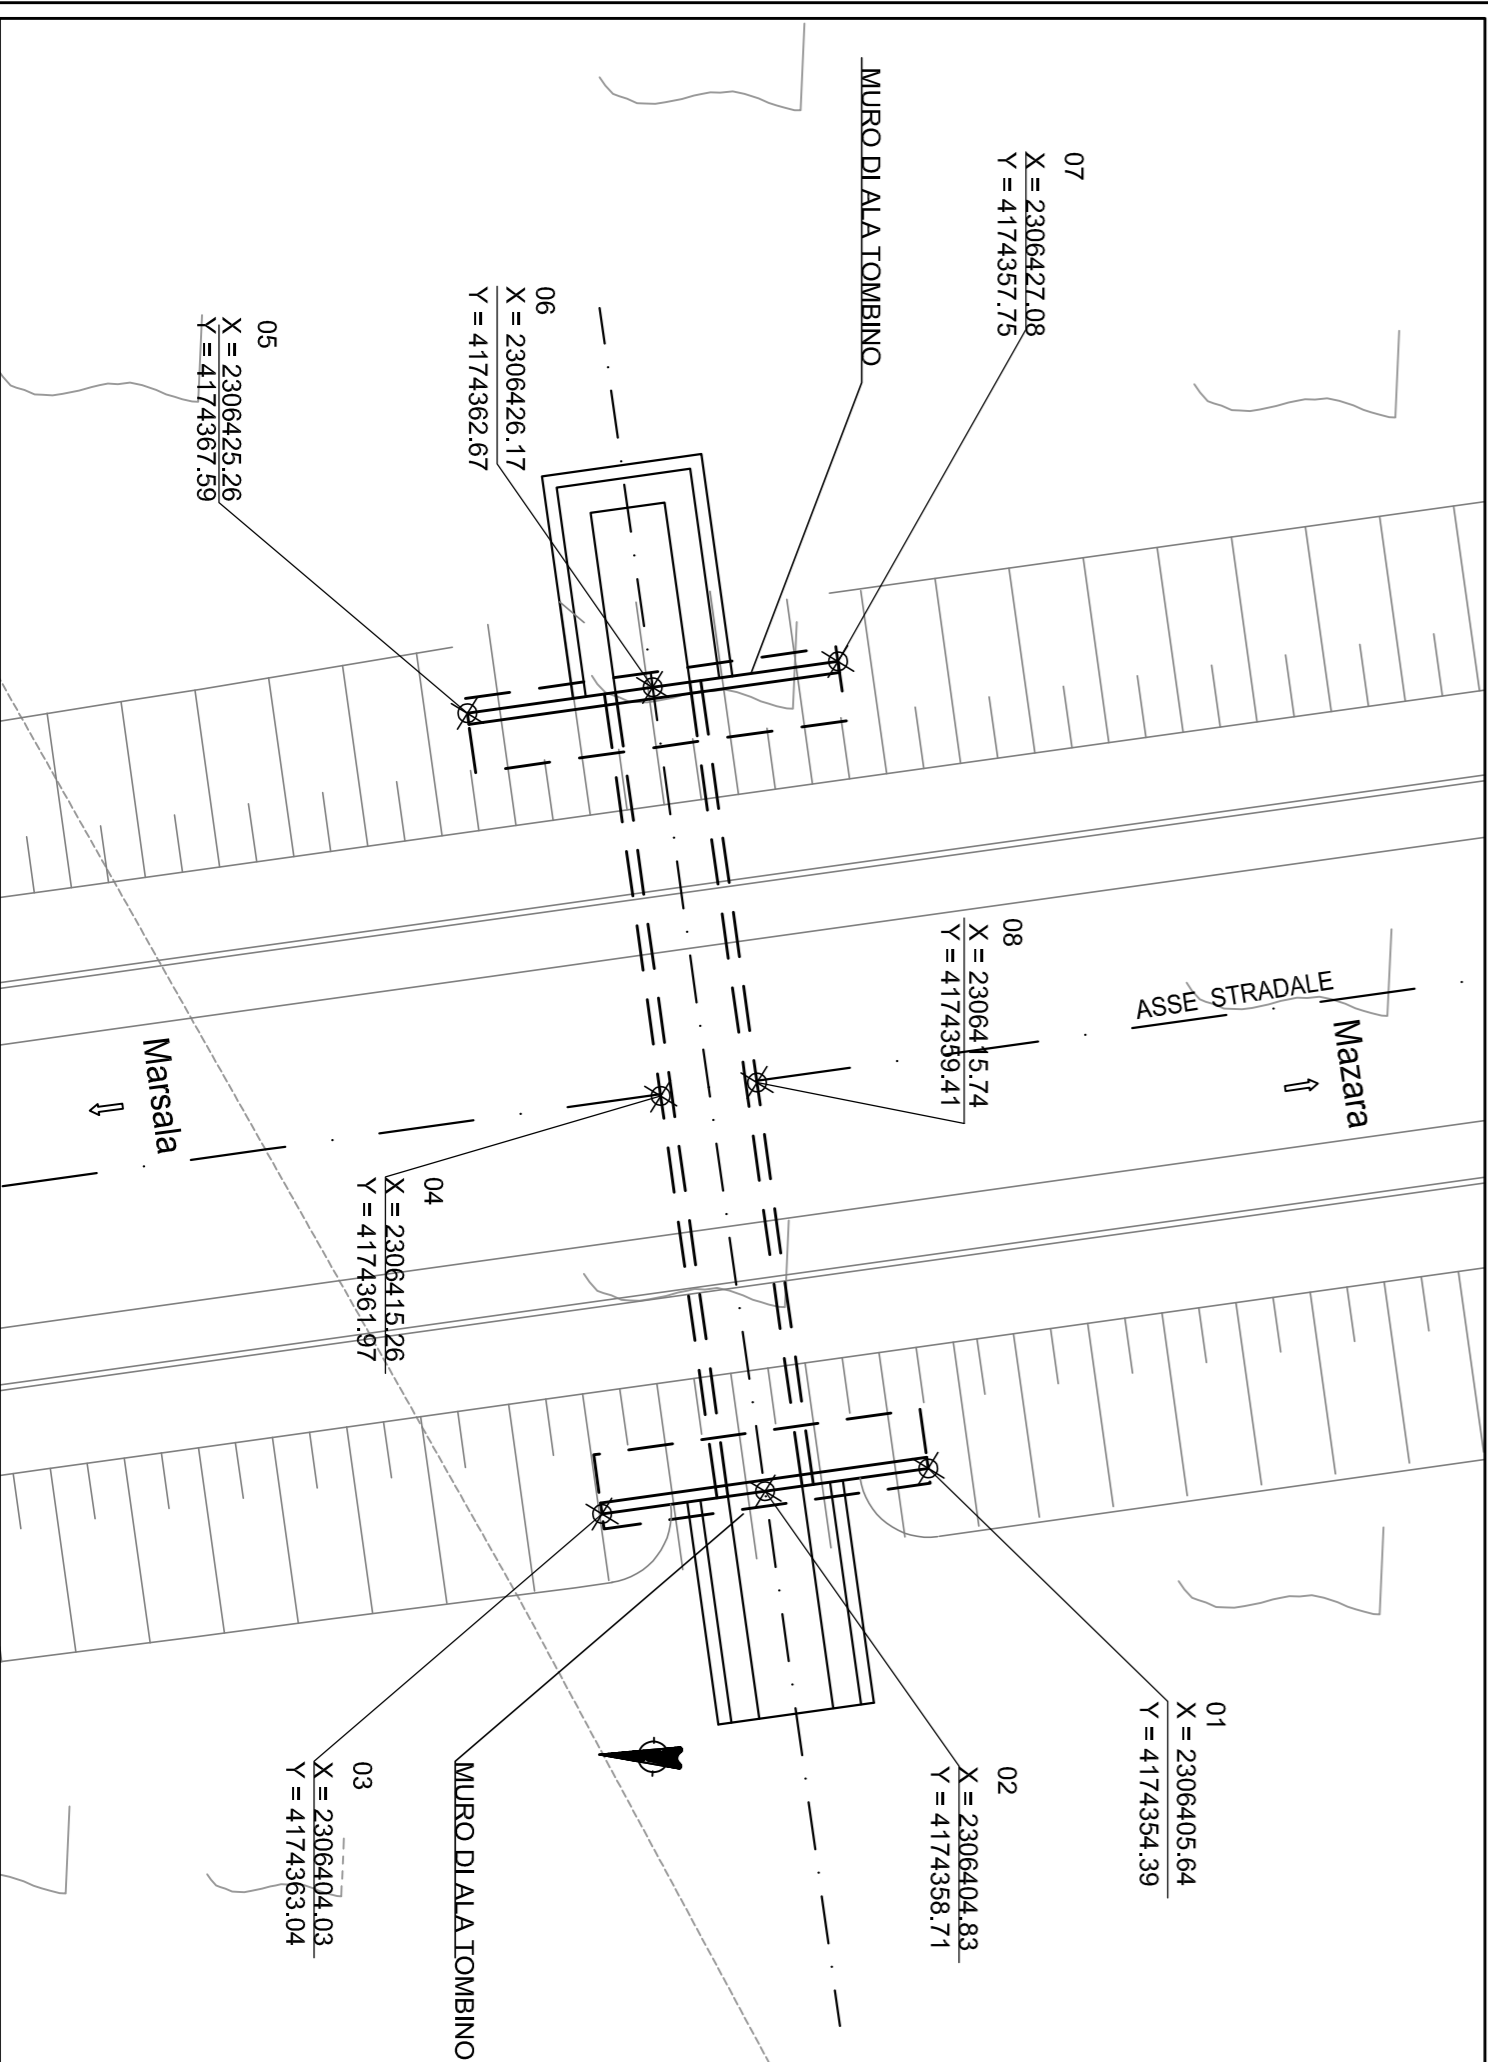 07
X = 2306427.08
Y = 4174357.75
MURO DI ALA TOMBINO
06
X = 2306426.17
Y = 4174362.67
05
X = 2306425.26
Y = 4174367.59
08
X = 2306415.74
Y = 4174359.41
ASSE STRADALE
Mazara
Marsala
04
X = 2306415.26
Y = 4174361.97
01
X = 2306405.64
Y = 4174354.39
02
X = 2306404.83
Y = 4174358.71
03
X = 2306404.03
Y = 4174363.04
MURO DI ALA TOMBINO